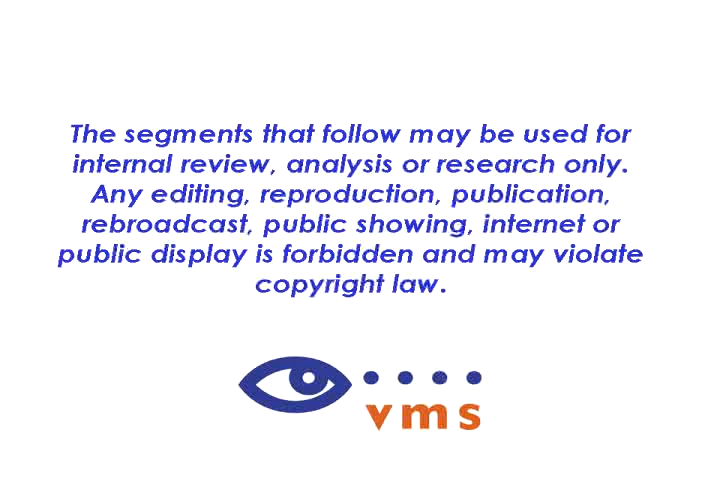 The segments that follow may be used for
internal review, analysis or research only.
Any editing, reproduction, publication,
rebroadcast, public showing, internet or
public display is forbidden and may violate
copyright law.
vms